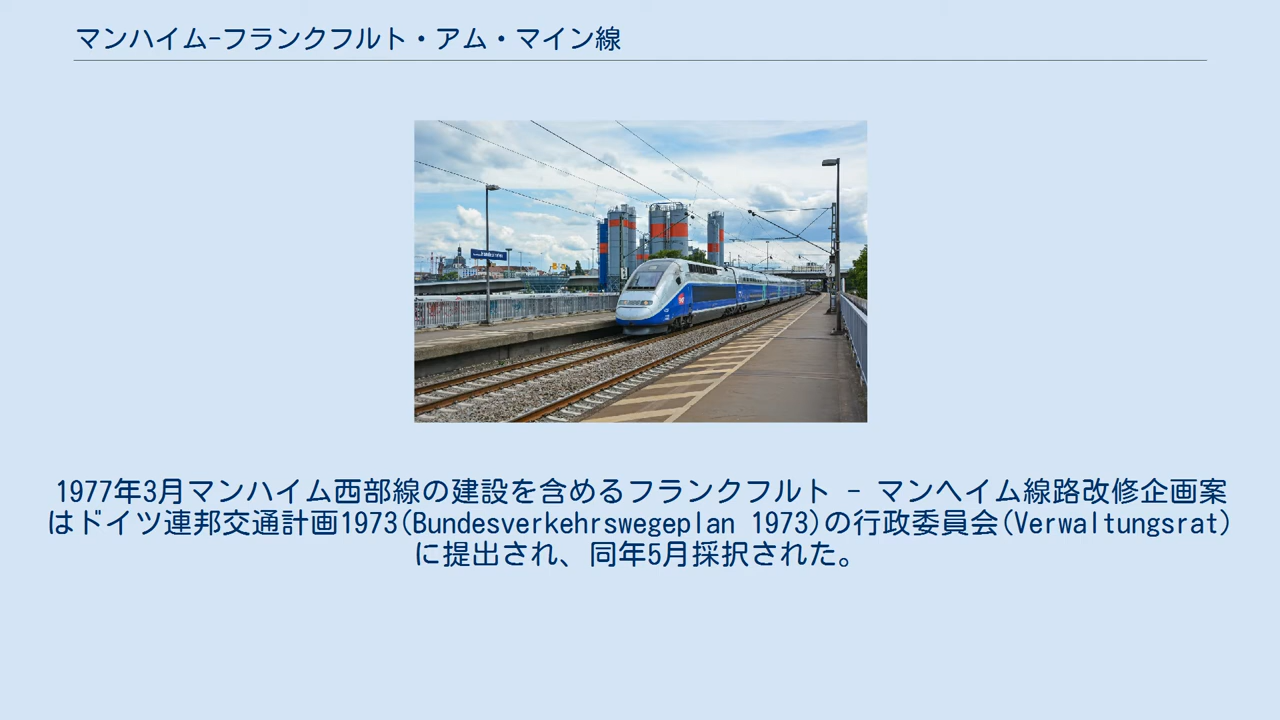 マンハイム-フランクフルト・アム・マイン線
1977年3月マンハイム西部線の建設を含めるフランクフルト - マンヘイム線路改修企画案
はドイツ連邦交通計画1973(Bundesverkehrswegeplan 1973)の行政委員会(Verwaltungsrat)
に提出され、同年5月採択された。